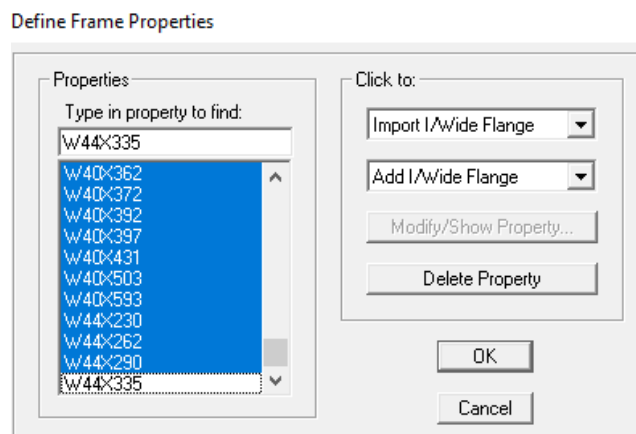 Define Frame Properties
Properties
Type in property to find:
W44X335
W40X362
W40X372
W40X392
W40X397
W40X431
W40X503
W40X593
W44X230
W44X262
W44X290
W44X335
Click to:
Import I/Wide Flange
Add I/Wide Flange
Modify/Show Property...
Delete Property
OK
Cancel